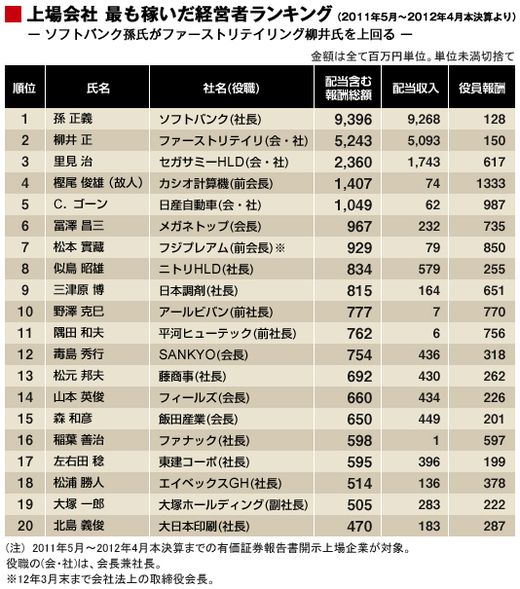 上場会社 最も稼いだ経営者ランキング (2011年5月～2012年4月本決算より)
ー ソフトバンク孫氏がファーストリテイリング柳井氏を上回る ー
金額は全て百万円単位。単位未満切捨て
順位 氏名 社名(役職) 配当含む報酬総額 配当収入 役員報酬
1 孫 正義 ソフトバンク(社長) 9,396 9,268 128
2 柳井 正 ファーストリテイリ(会・社) 5,243 5,093 150
3 里見 治 セガサミーHLD(会・社) 2,360 1,743 617
4 樫尾 俊雄 (故人) カシオ計算機(前会長) 1,407 74 1333
5 C. ゴーン 日産自動車(会・社) 1,049 62 987
6 冨澤 昌三 メガネトップ(会長) 967 232 735
7 松本 實藏 フジプレアム(前会長)※ 929 79 850
8 似鳥 昭雄 ニトリHLD(社長) 834 579 255
9 三津原 博 日本調剤(社長) 815 164 651
10 野澤 克巳 アールビバン(前社長) 777 7 770
11 隅田 和夫 平河ヒューテック(前社長) 762 6 756
12 毒島 秀行 SANKYO(会長) 754 436 318
13 松元 邦夫 藤商事(社長) 692 430 262
14 山本 英俊 フィールズ(会長) 660 434 226
15 森 和彦 飯田産業(会長) 650 449 201
16 稲葉 善治 ファナック(社長) 598 1 597
17 左右田 稔 東建コーポ(社長) 595 396 199
18 松浦 勝人 エイベックスGH(社長) 514 136 378
19 大塚 一郎 大塚ホールディング(副社長) 505 283 222
20 北島 義俊 大日本印刷(社長) 470 183 287
(注) 2011年5月～2012年4月本決算までの有価証券報告書開示上場企業が対象。
役職の(会・社)は、会長兼社長。
※12年3月末まで会社法上の取締役会長。